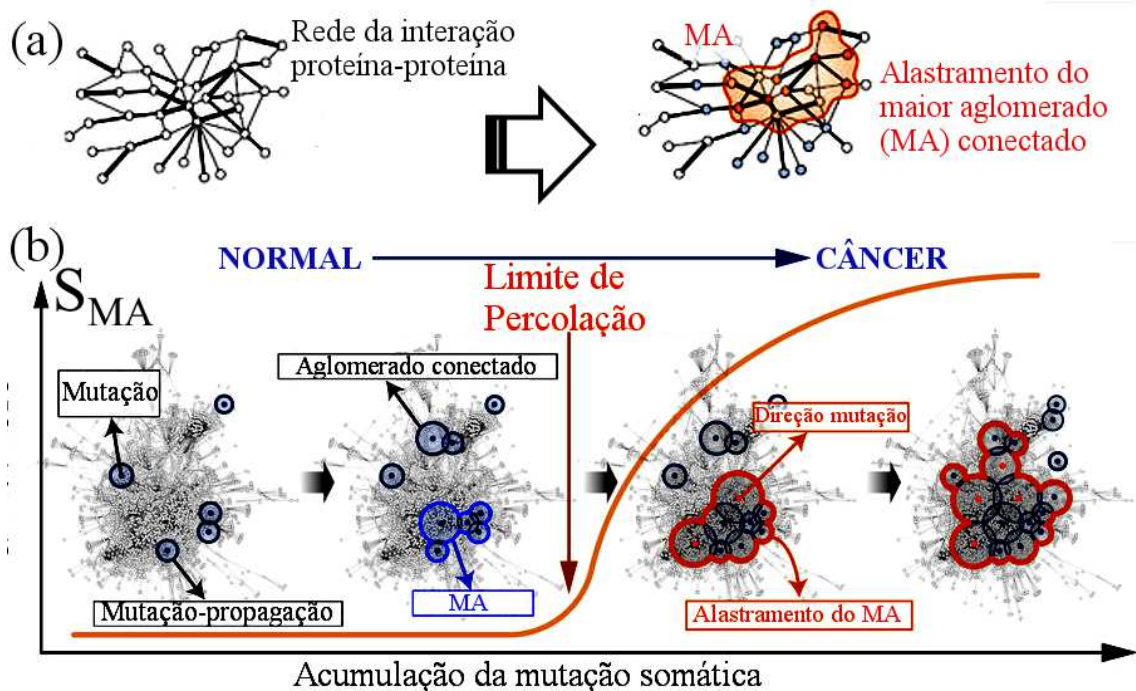 (a)
Rede da interação
proteína-proteína
MA
Alastramento do
maior aglomerado
(MA) conectado
(b)
NORMAL
CÂNCER
S_MA
Limite de
Percolação
Mutação
Aglomerado conectado
Direção mutação
Mutação-propagação
MA
Alastramento do MA
Acumulação da mutação somática